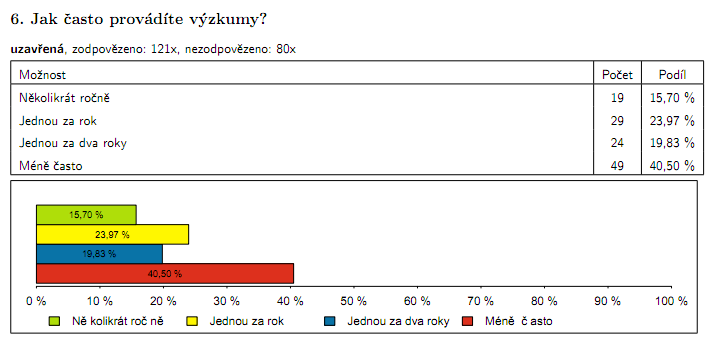 6. Jak často provádíte výzkumy?
uzavřená, zodpovězeno: 121x, nezodpovězeno: 80x
Možnost Počet Podíl
Několikrát ročně 19 15,70 %
Jednou za rok 29 23,97 %
Jednou za dva roky 24 19,83 %
Méně často 49 40,50 %
15,70 %
23,97 %
19,83 %
40,50 %
0 % 10 % 20 % 30 % 40 % 50 % 60 % 70 % 80 % 90 % 100 %
Ně kolikrát roč ně Jednou za rok Jednou za dva roky Méně č asto